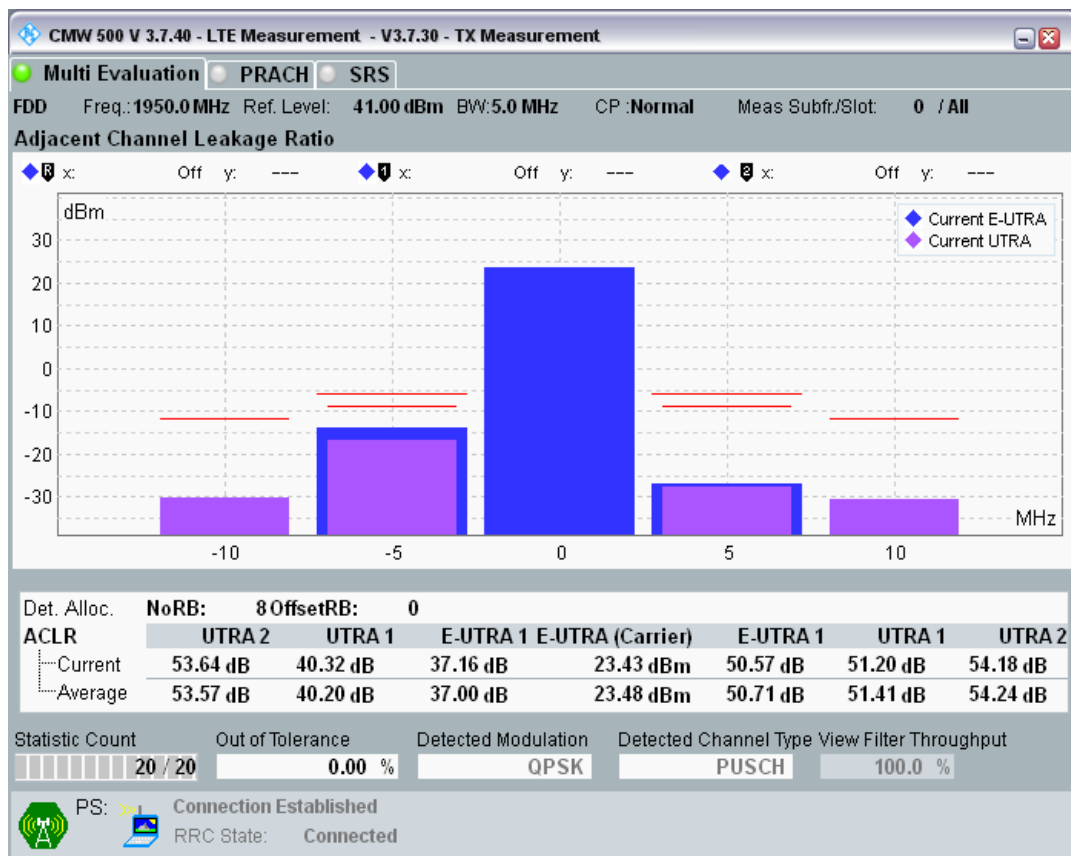 CMW 500 V 3.7.40 - LTE Measurement - V3.7.30 - TX Measurement
Multi Evaluation PRACH SRS
FDD Freq.: 1950.0 MHz Ref. Level: 41.00 dBm BW: 5.0 MHz CP : Normal Meas Subfr./Slot: 0 / All
Adjacent Channel Leakage Ratio
R x: Off y: --- 1 x: Off y: --- 2 x: Off y: ---
dBm
Current E-UTRA
Current UTRA
30
20
10
0
-10
-20
-30
MHz
-10 -5 0 5 10
Det. Alloc. NoRB: 8 OffsetRB: 0
ACLR UTRA 2 UTRA 1 E-UTRA 1 E-UTRA (Carrier) E-UTRA 1 UTRA 1 UTRA 2
Current 53.64 dB 40.32 dB 37.16 dB 23.43 dBm 50.57 dB 51.20 dB 54.18 dB
Average 53.57 dB 40.20 dB 37.00 dB 23.48 dBm 50.71 dB 51.41 dB 54.24 dB
Statistic Count Out of Tolerance Detected Modulation Detected Channel Type View Filter Throughput
20 / 20 0.00 % QPSK PUSCH 100.0 %
PS: Connection Established
RRC State: Connected